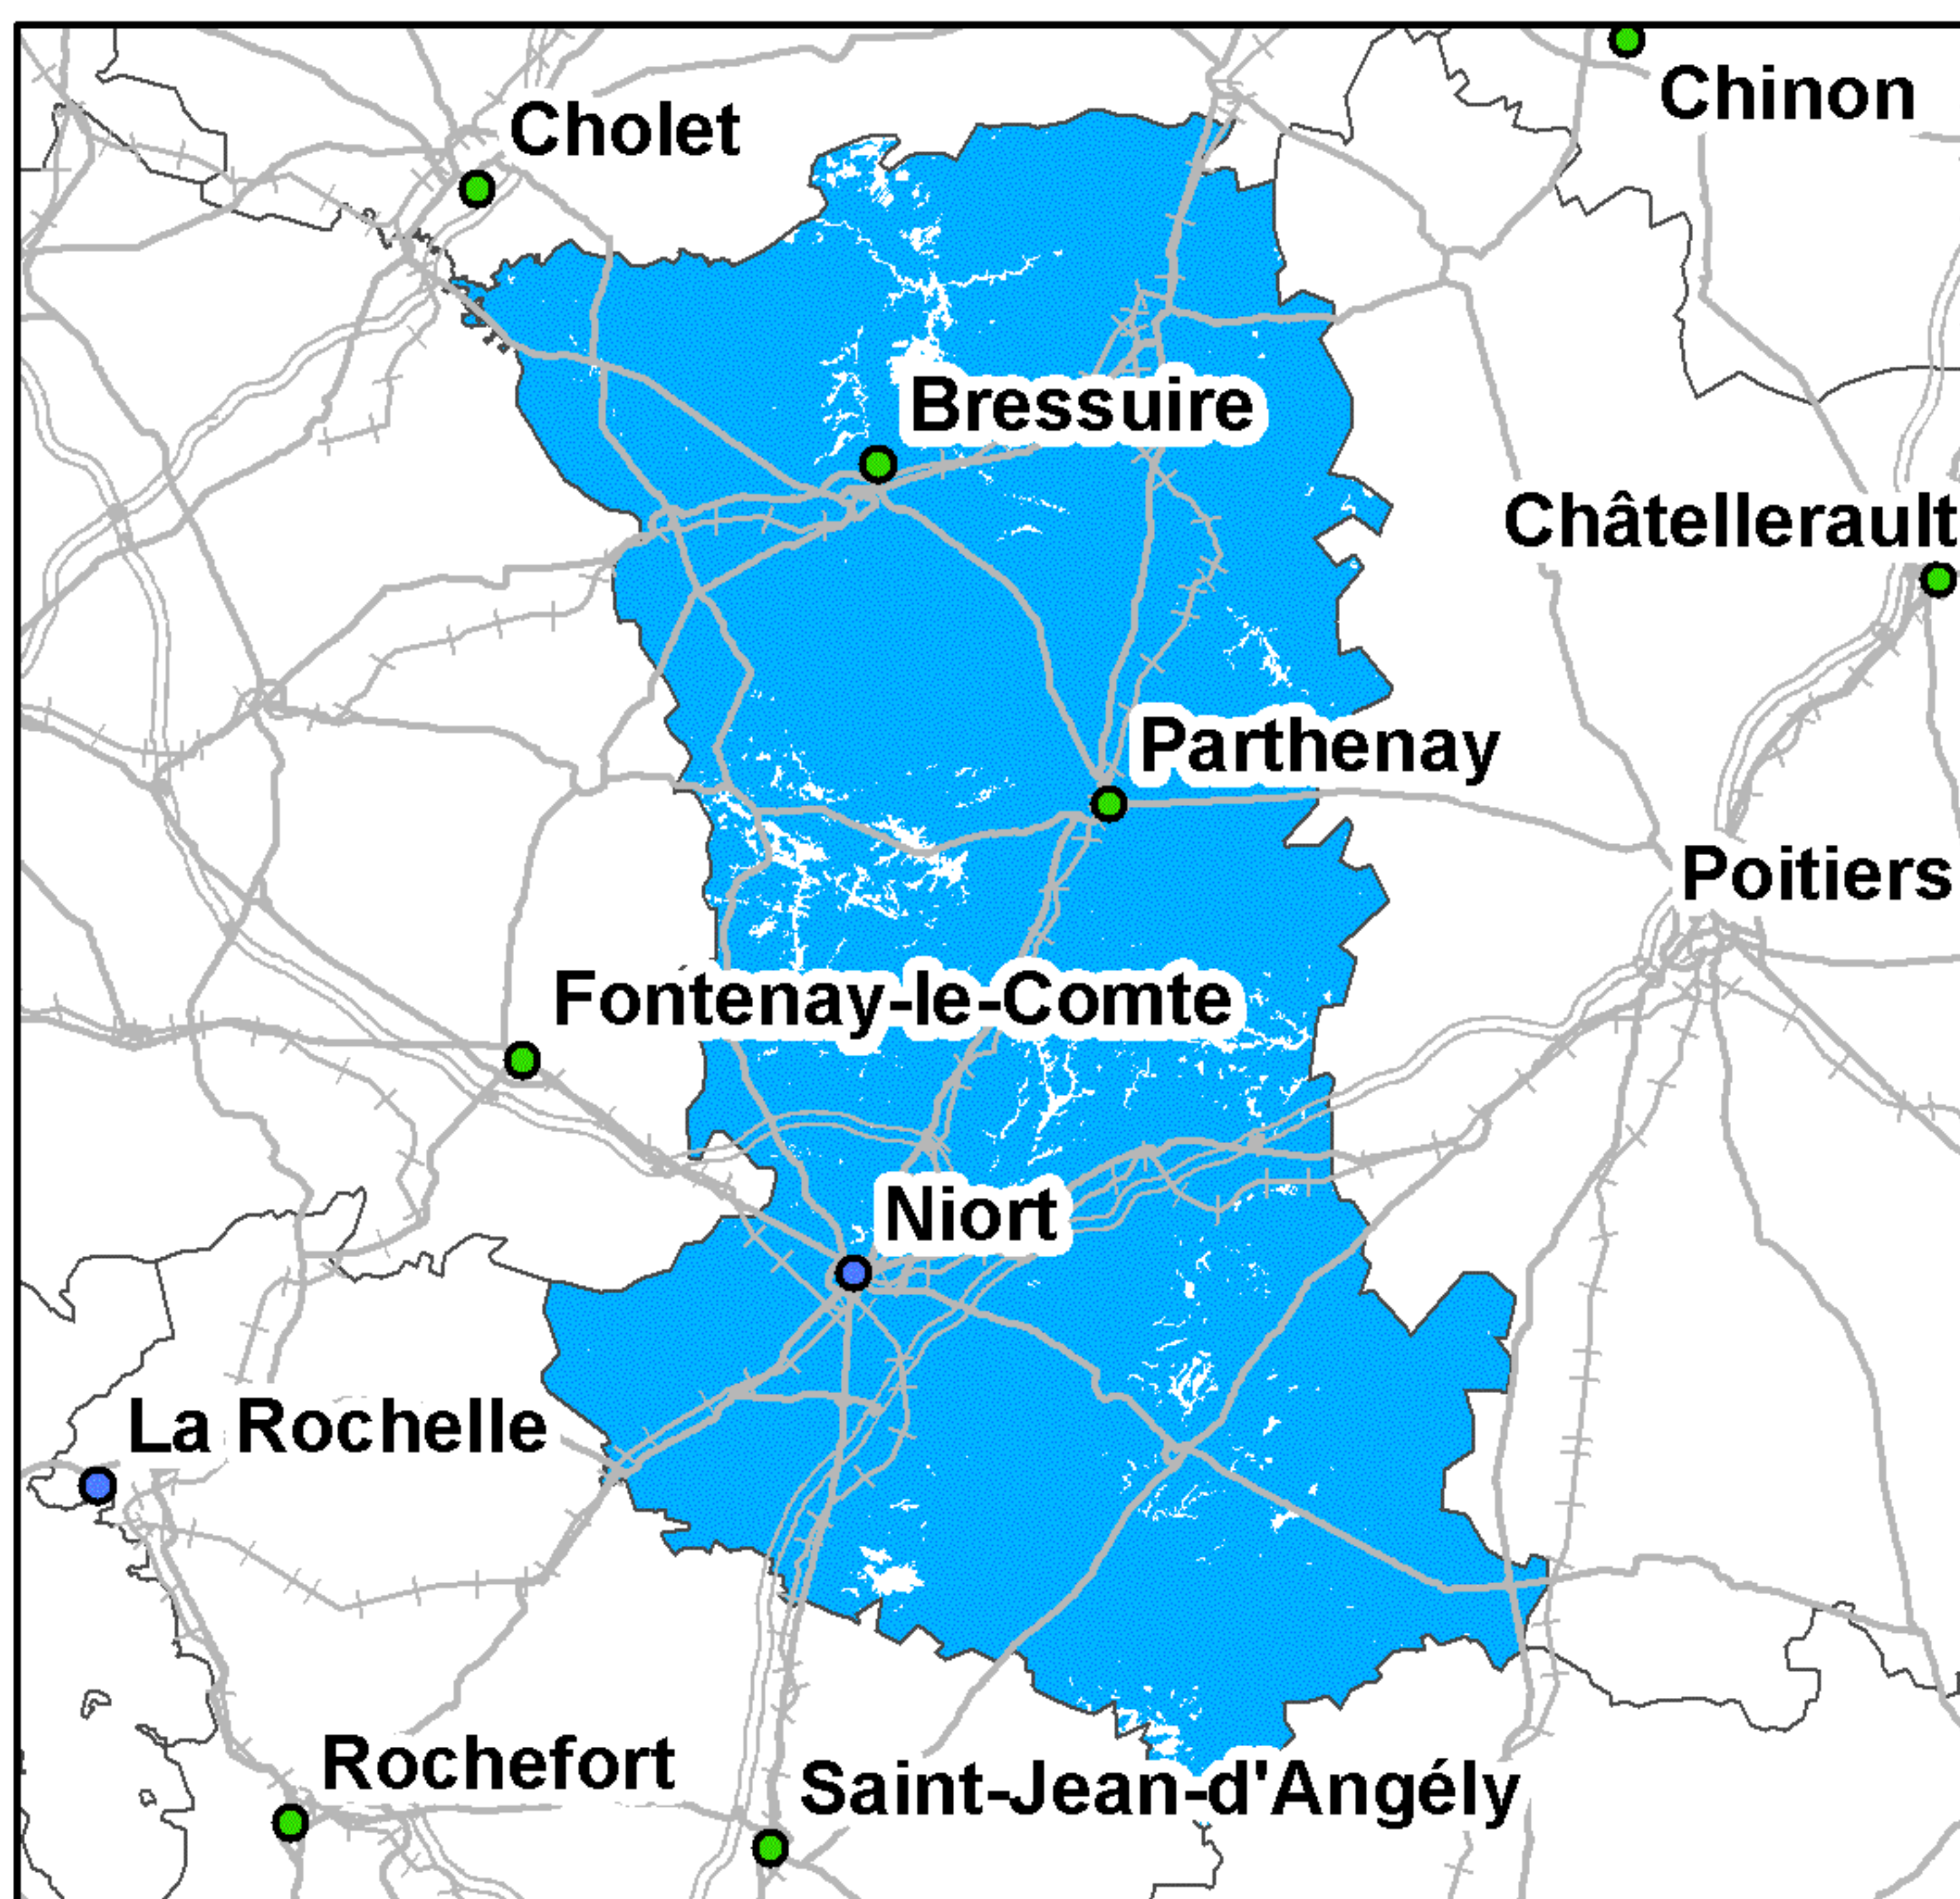 Chinon
Cholet
Bressuire
Châtellerault
Parthenay
Poitiers
Fontenay-le-Comte
Niort
La Rochelle
Rochefort
Saint-Jean-d'Angély